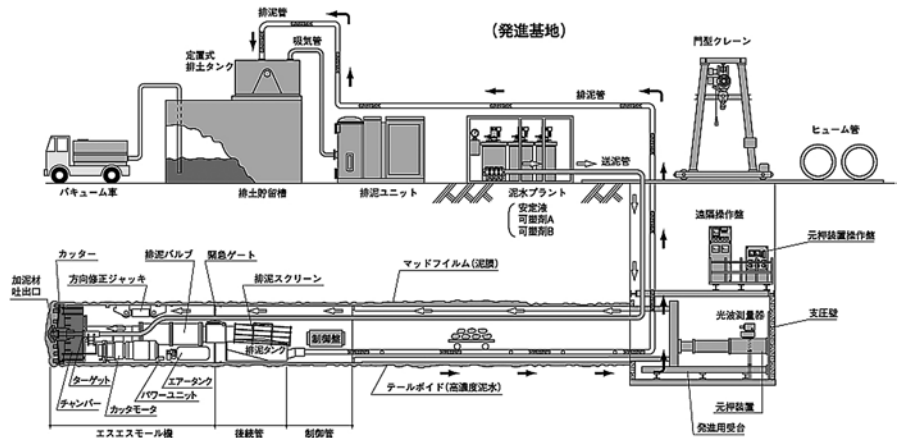 排泥管
(発進基地)
吸気管
定置式
排土タンク
門型クレーン
排泥管
ヒューム管
送泥管
バキューム車
排土貯留槽
排泥ユニット
泥水プラント
安定液
可塑剤A
可塑剤B
遠隔操作盤
元押装置操作盤
カッター
排泥バルブ
緊急ゲート
マッドフイルム(泥膜)
加泥材
吐出口
方向修正ジャッキ
排泥スクリーン
光波測量器
支圧壁
制御盤
排泥タンク
ターゲット
エアータンク
パワーユニット
テールボイド(高濃度泥水)
チャンバー
カッタモータ
元押装置
発進用受台
エスエスモール機
後続管
制御管